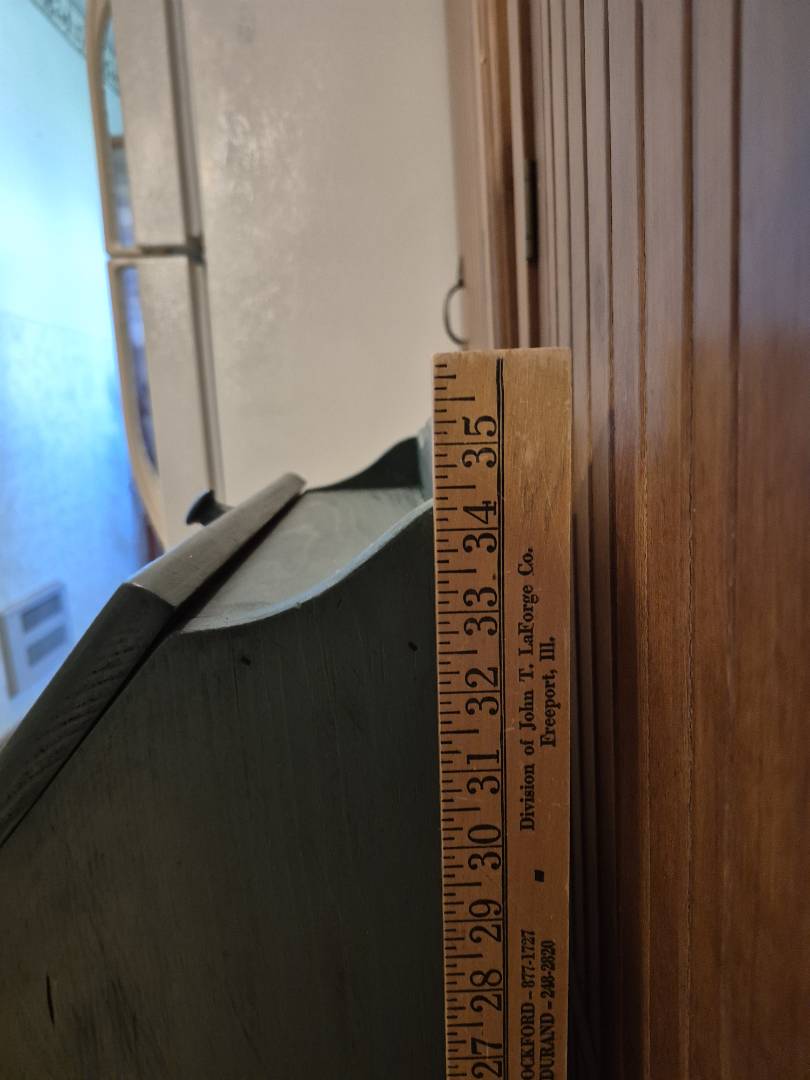 35
34
33
32
31
30
29
28
27
Division of John T. LaForge Co.
Freeport, Ill.
OCKFORD – 877-1727
DURAND – 248-2820